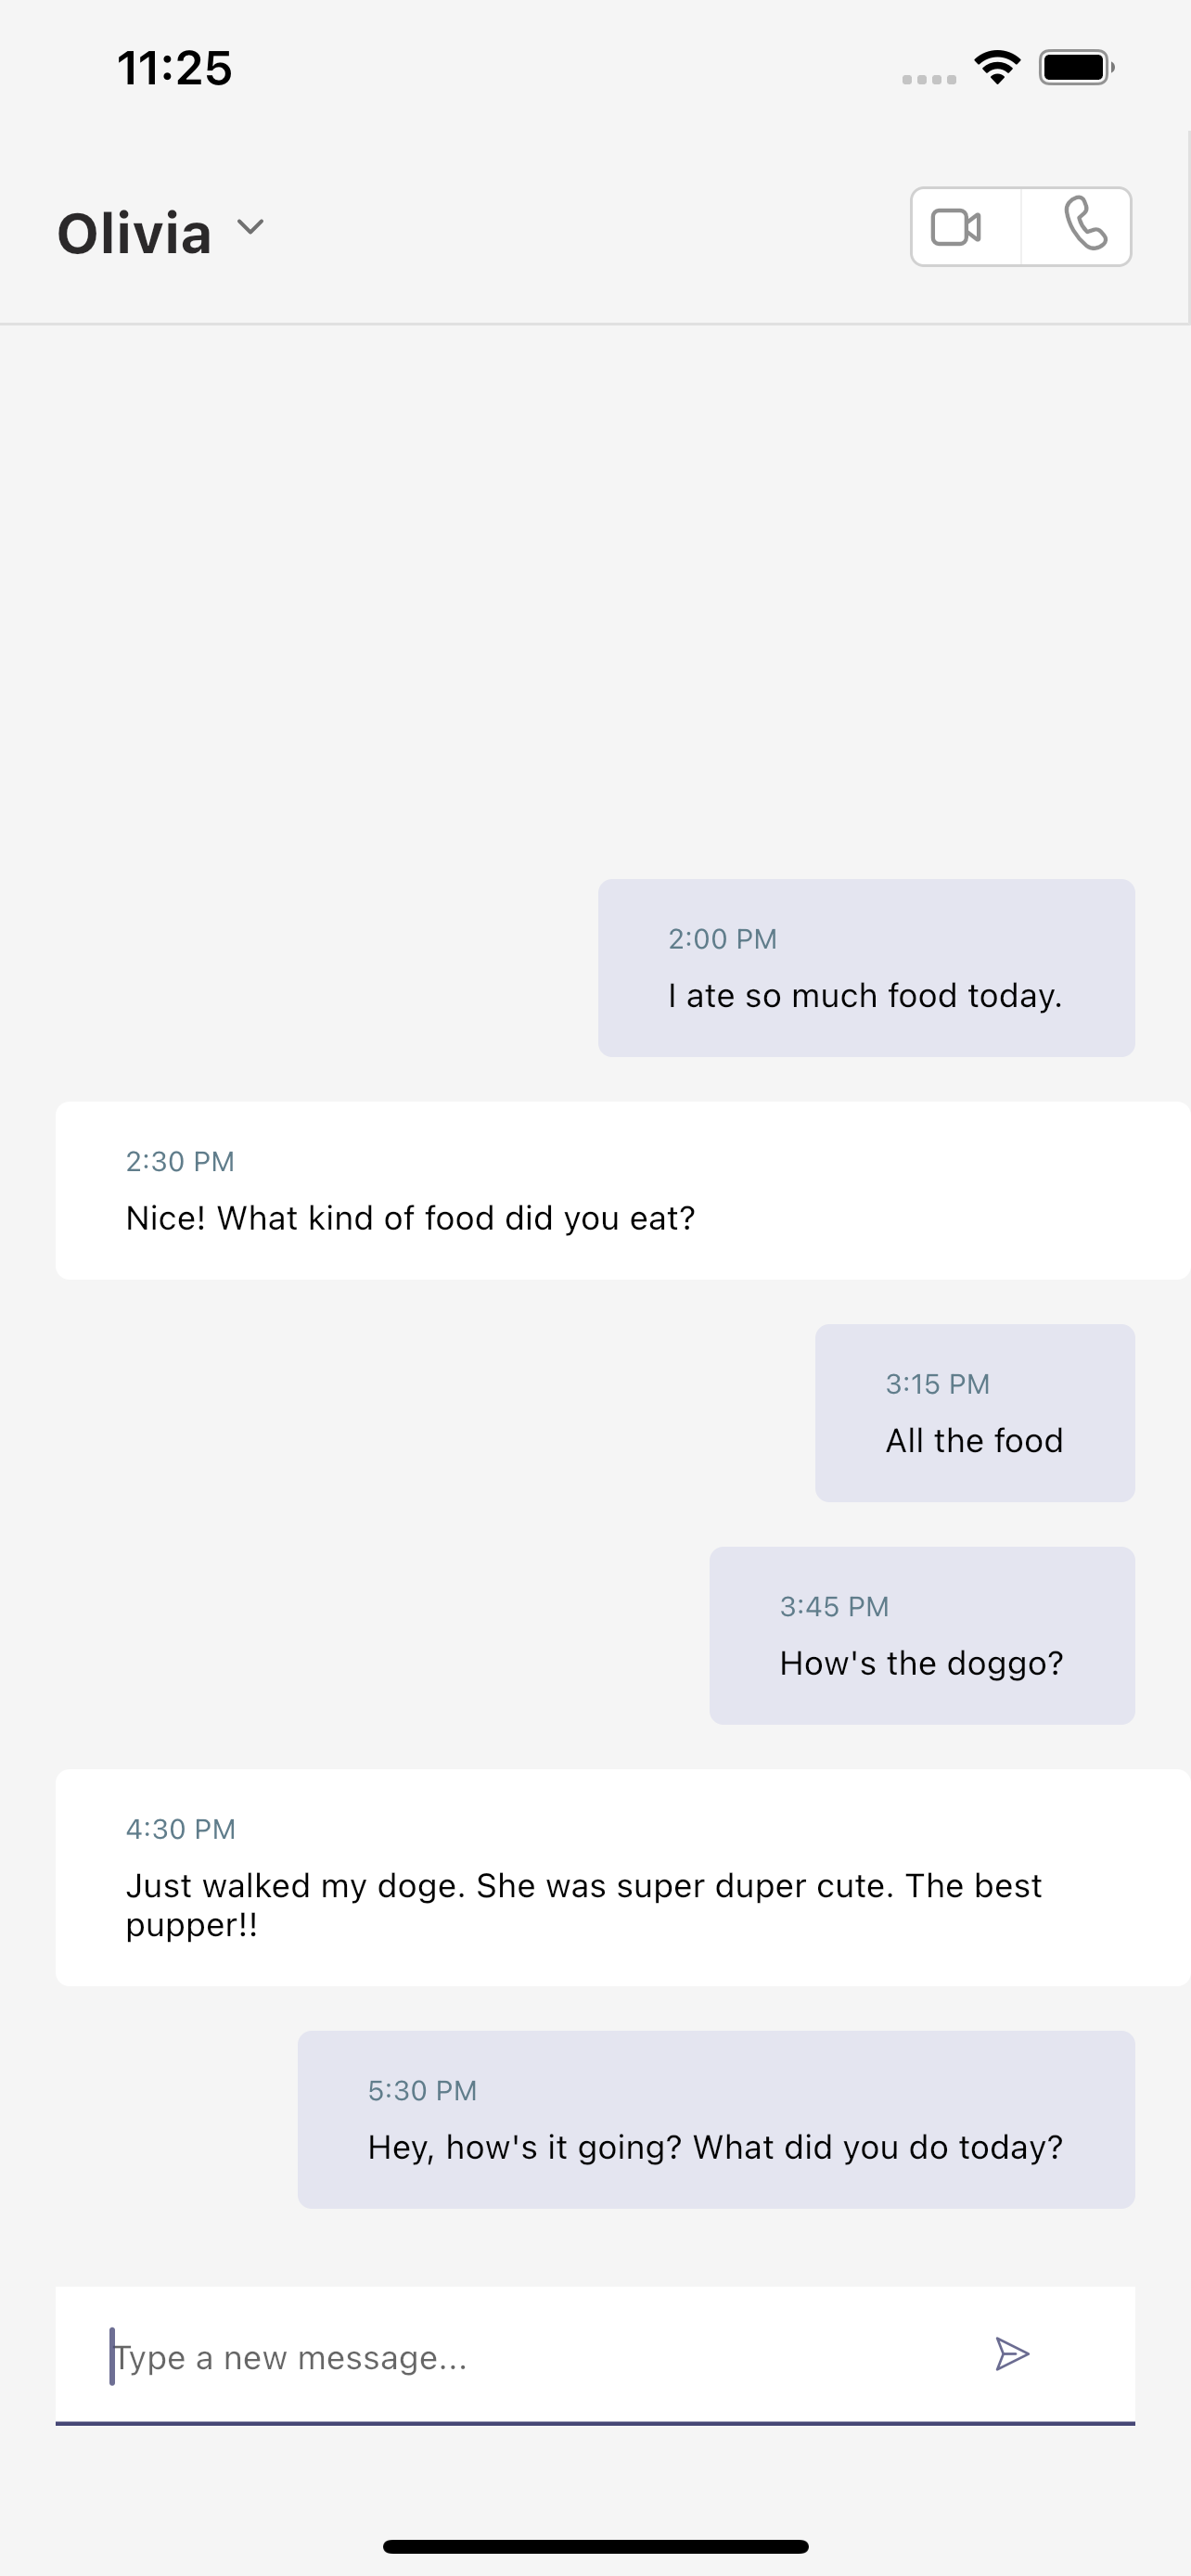 11:25
Olivia
2:00 PM
I ate so much food today.
2:30 PM
Nice! What kind of food did you eat?
3:15 PM
All the food
3:45 PM
How's the doggo?
4:30 PM
Just walked my doge. She was super duper cute. The best
pupper!!
5:30 PM
Hey, how's it going? What did you do today?
Type a new message...